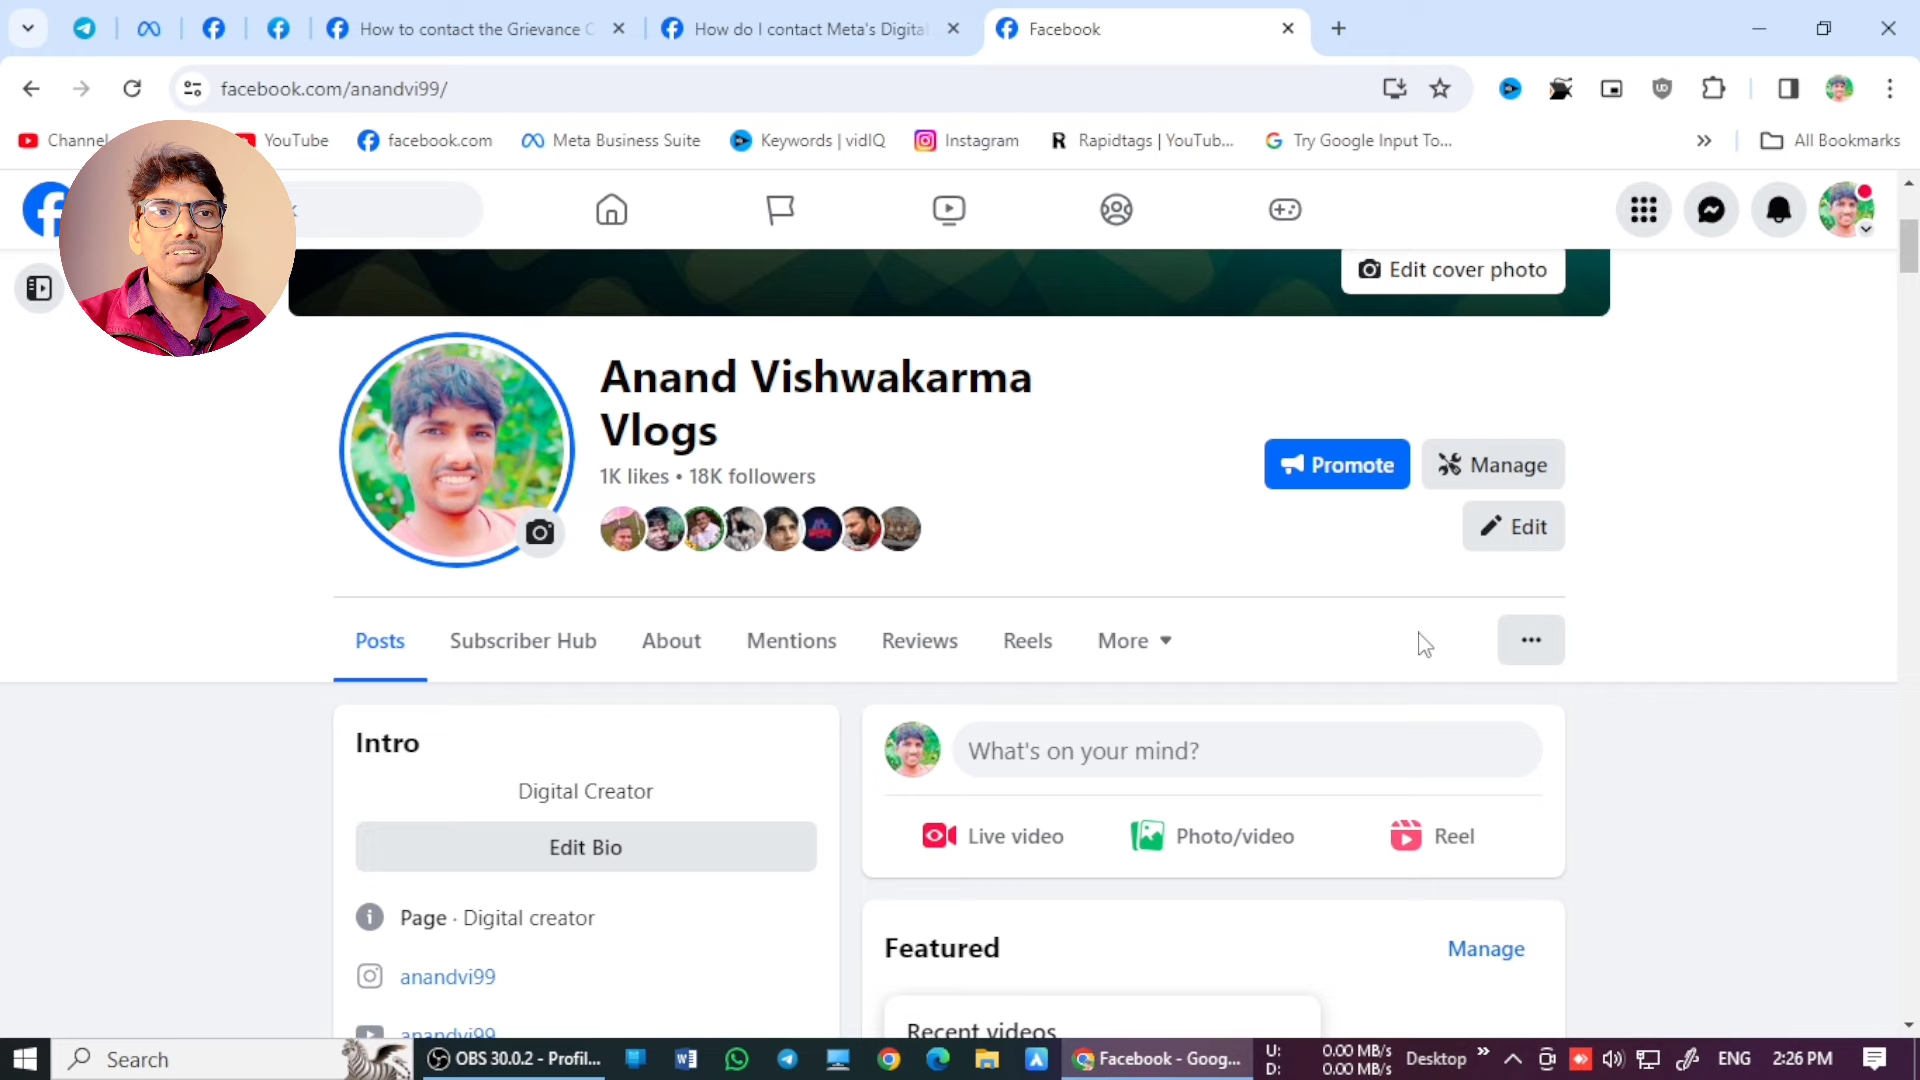 How to contact the Grievance
How do I contact Meta's Digital
Facebook
facebook.com/anandvi99/
Channel
YouTube
facebook.com
Meta Business Suite
Keywords | vidIQ
Instagram
Rapidtags | YouTub...
Try Google Input To...
»
All Bookmarks
Edit cover photo
Anand Vishwakarma
Vlogs
1K likes • 18K followers
Promote
Manage
Edit
Posts
Subscriber Hub
About
Mentions
Reviews
Reels
More
Intro
Digital Creator
Edit Bio
Page · Digital creator
anandvi99
anandvi99
What's on your mind?
Live video
Photo/video
Reel
Featured
Manage
Recent videos
Search
OBS 30.0.2 - Profil...
Facebook - Goog...
U: 0.00 MB/s
D: 0.00 MB/s
Desktop
ENG
2:26 PM